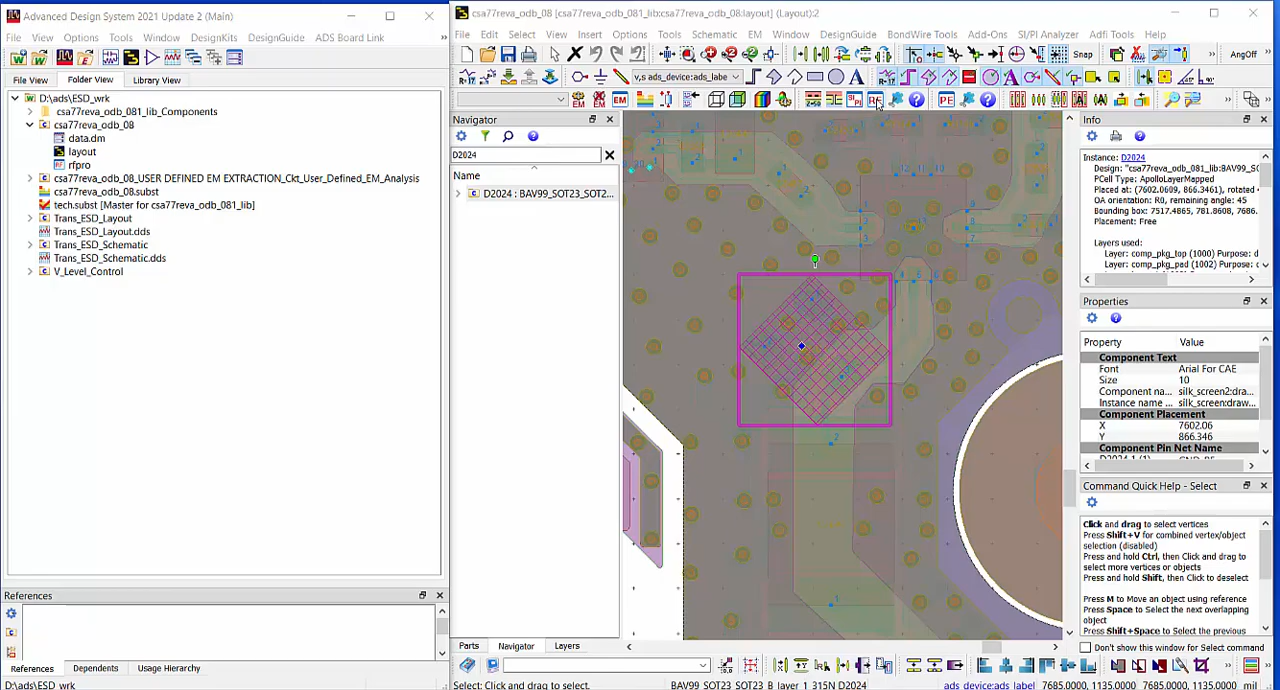 Advanced Design System 2021 Update 2 (Main)
File View Options Tools Window DesignKits DesignGuide ADS Board Link
File View Folder View Library View
D:\ads\ESD_wrk
csa77reva_odb_081_lib_Components
csa77reva_odb_08
data.dm
layout
rfpro
csa77reva_odb_08_USER DEFINED EM EXTRACTION_Ckt_User_Defined_EM_Analysis
csa77reva_odb_08.subst
tech.subst [Master for csa77reva_odb_081_lib]
Trans_ESD_Layout
Trans_ESD_Layout.dds
Trans_ESD_Schematic
Trans_ESD_Schematic.dds
V_Level_Control
References
References Dependents Usage Hierarchy
D:\ads\ESD_wrk
csa77reva_odb_08 [csa77reva_odb_081_lib:csa77reva_odb_08:layout] (Layout):2
File Edit Select View Insert Options Tools Schematic EM Window DesignGuide BondWire Tools SI/PI Analyzer Add-Ons Adfi Tools Help
Snap AngOff
v,s ads_device:ads_labe
EM EM EM SI PI PE
Navigator
D2024
Name
D2024 : BAV99_SOT23_SOT2...
Parts Navigator Layers
Info
Instance: D2024
Design: "csa77reva_odb_081_lib:BAV99_S
PCell Type: ApolloLayerMapped
Placed at: (7602.0609, 866.3461), rotated
OA orientation: R0, remaining angle: 45
Bounding box: 7517.4865, 781.8608, 7686.
Placement: Free
Layers used:
Layer: comp_pkg_top (1000) Purpose:
Layer: comp_pkg_pad (1002) Purpose:
Properties
Property Value
Component Text
Font Arial For CAE
Size 10
Component na... silk_screen2:dra...
Instance name ... silk_screen:draw...
Component Placement
X 7602.06
Y 866.346
Component Pin Net Name
Command Quick Help - Select
Click and drag to select vertices
Press Shift+V for combined vertex/object
selection (disabled)
Press and hold Ctrl, then Click and drag to
select more vertices or objects
Press and hold Shift, then Click to deselect
Press M to Move an object using reference
Press Space to Select the next overlapping
object
Press Shift+Space to Select the previous
Don't show this window for Select command
Select: Click and drag to select. BAV99_SOT23_SOT23_B layer_1_315N D2024 ads_device:ads_label 7685.0000, 1135.0000 7685.0000, 1135.0000 mil